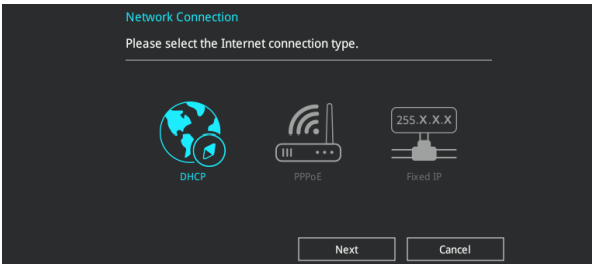 Network Connection
Please select the Internet connection type.
255.X.X.X
DHCP PPPoE Fixed IP
Next Cancel